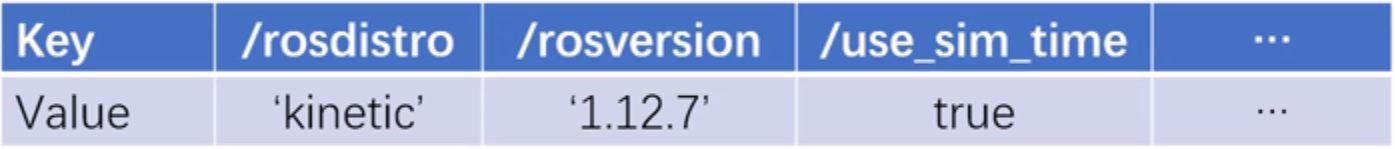 Key /rosdistro /rosversion /use_sim_time ...
Value ‘kinetic’ ‘1.12.7’ true ...